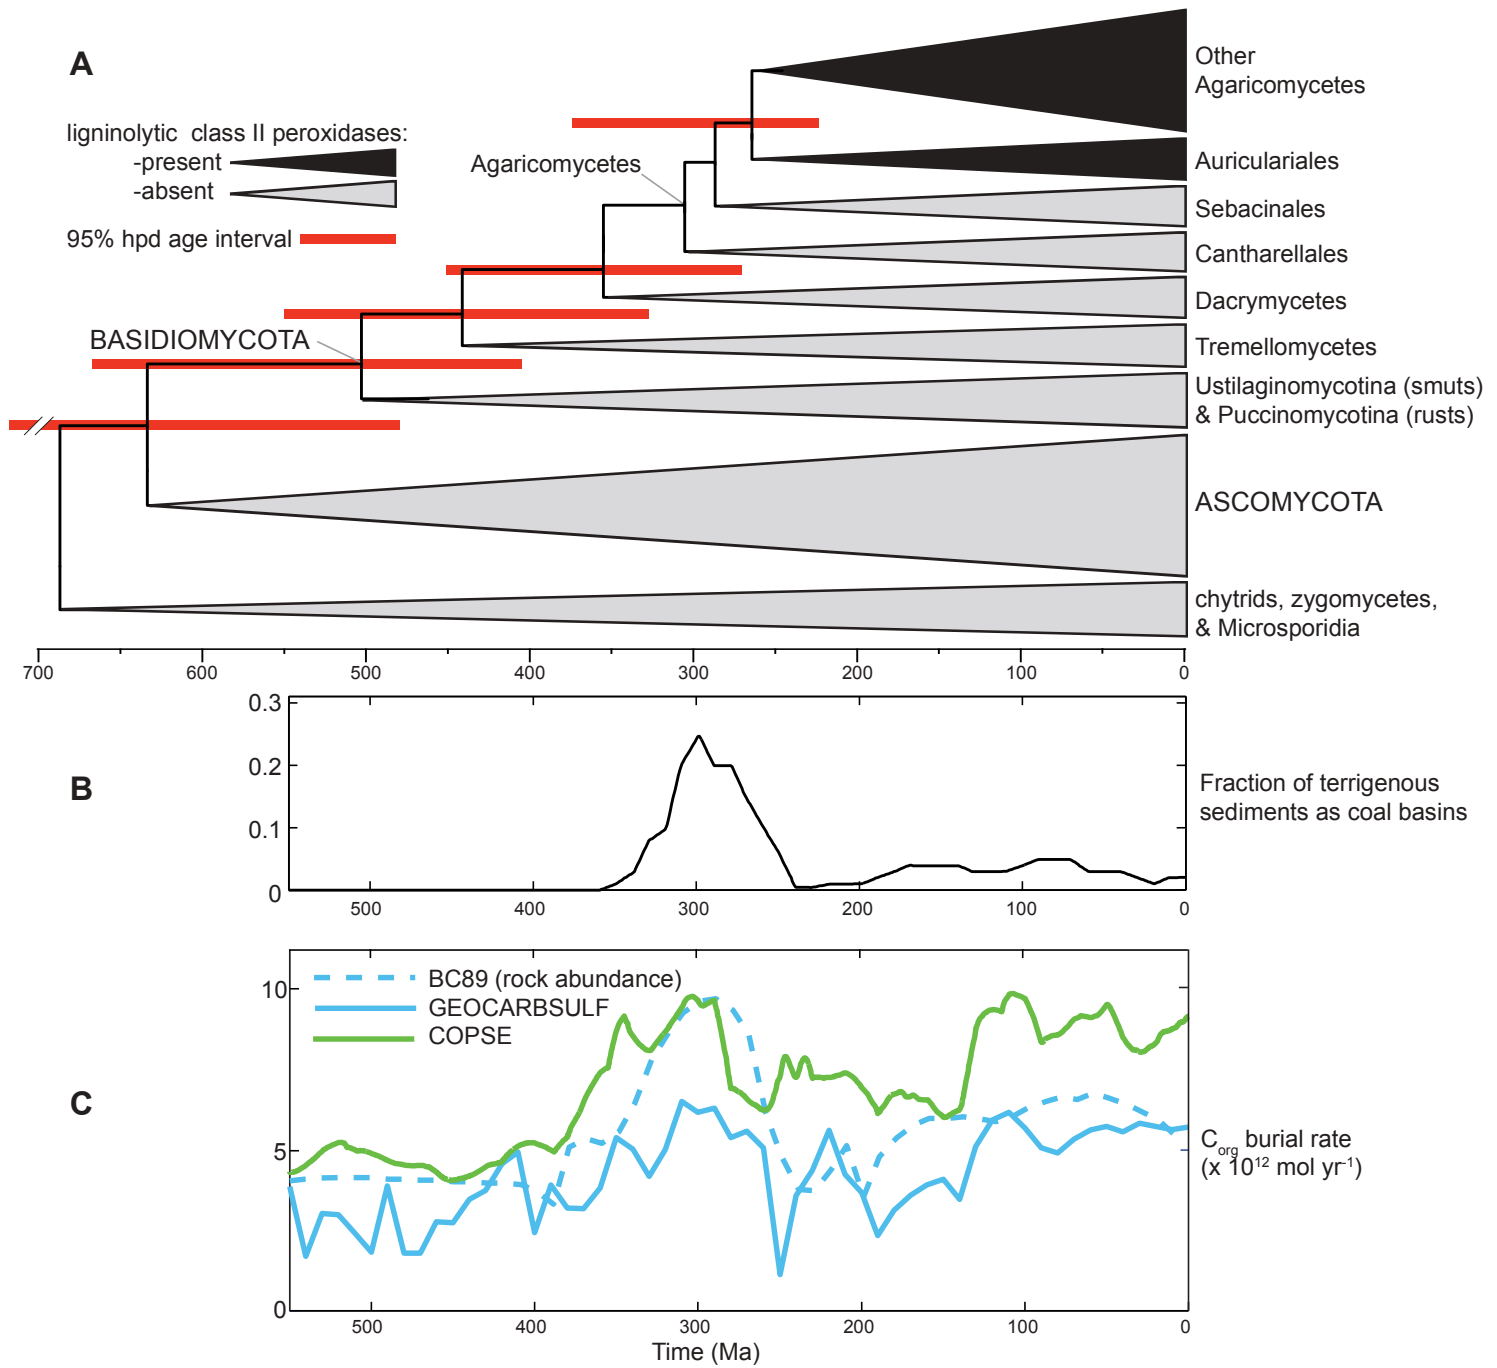 A
ligninolytic class II peroxidases:
-present
-absent
95% hpd age interval
Agaricomycetes
BASIDIOMYCOTA
Other
Agaricomycetes
Auriculariales
Sebacinales
Cantharellales
Dacrymycetes
Tremellomycetes
Ustilaginomycotina (smuts)
& Puccinomycotina (rusts)
ASCOMYCOTA
chytrids, zygomycetes,
& Microsporidia
700 600 500 400 300 200 100 0
B
0.3
0.2
0.1
0
500 400 300 200 100 0
Fraction of terrigenous
sediments as coal basins
C
BC89 (rock abundance)
GEOCARBSULF
COPSE
10
5
0
500 400 300 200 100 0
Time (Ma)
Corg burial rate
(x 10¹² mol yr⁻¹)